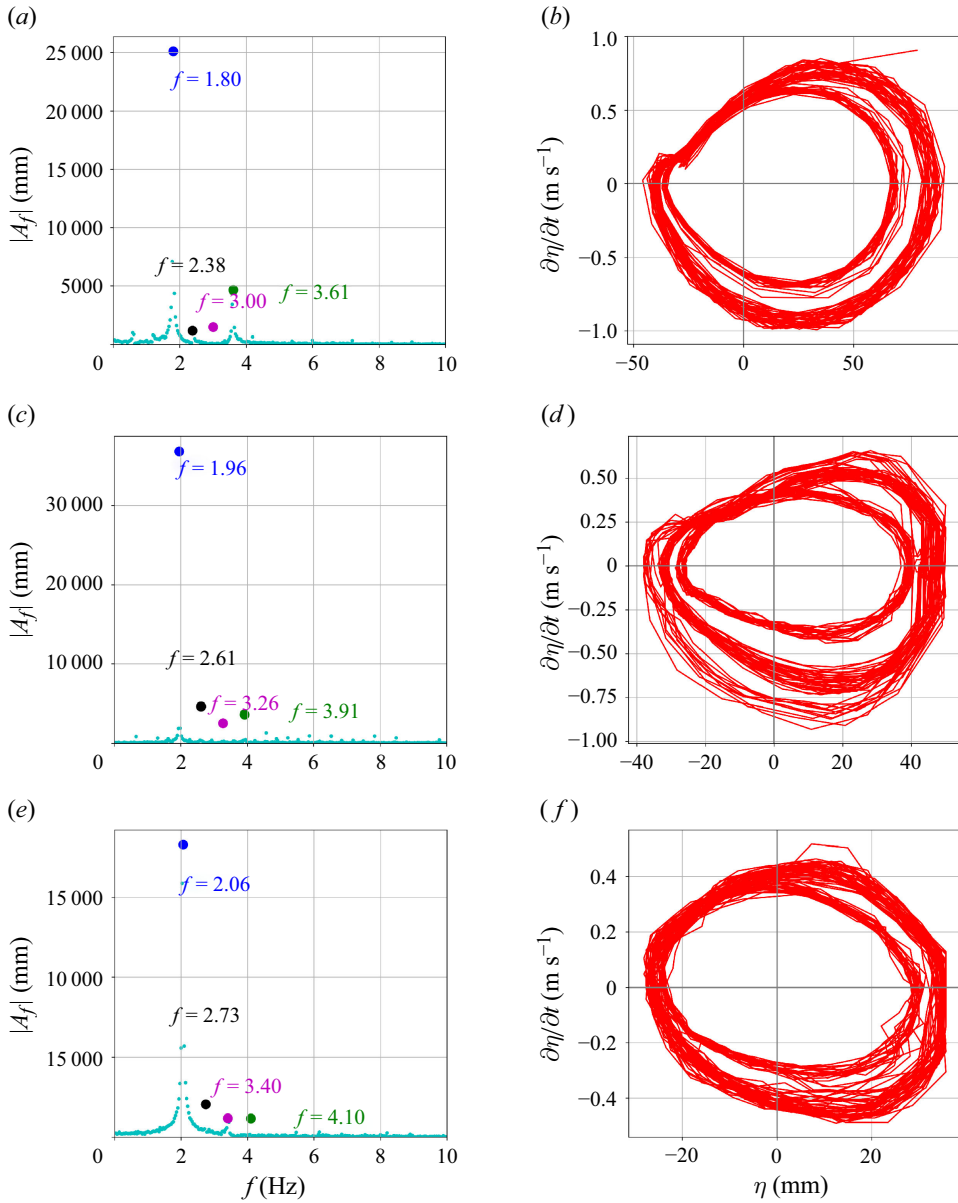 (a)
25 000
20 000
15 000
10 000
5000
0
2
4
6
8
10
|A_f| (mm)
f = 1.80
f = 2.38
f = 3.00
f = 3.61
(b)
1.0
0.5
0
−0.5
−1.0
−50
0
50
∂η/∂t (m s⁻¹)
(c)
30 000
20 000
10 000
0
2
4
6
8
10
|A_f| (mm)
f = 1.96
f = 2.61
f = 3.26
f = 3.91
(d)
0.50
0.25
0
−0.25
−0.50
−0.75
−1.00
−40
−20
0
20
40
∂η/∂t (m s⁻¹)
(e)
15 000
10 000
15 000
0
2
4
6
8
10
|A_f| (mm)
f (Hz)
f = 2.06
f = 2.73
f = 3.40
f = 4.10
(f)
0.4
0.2
0
−0.2
−0.4
−20
0
20
∂η/∂t (m s⁻¹)
η (mm)